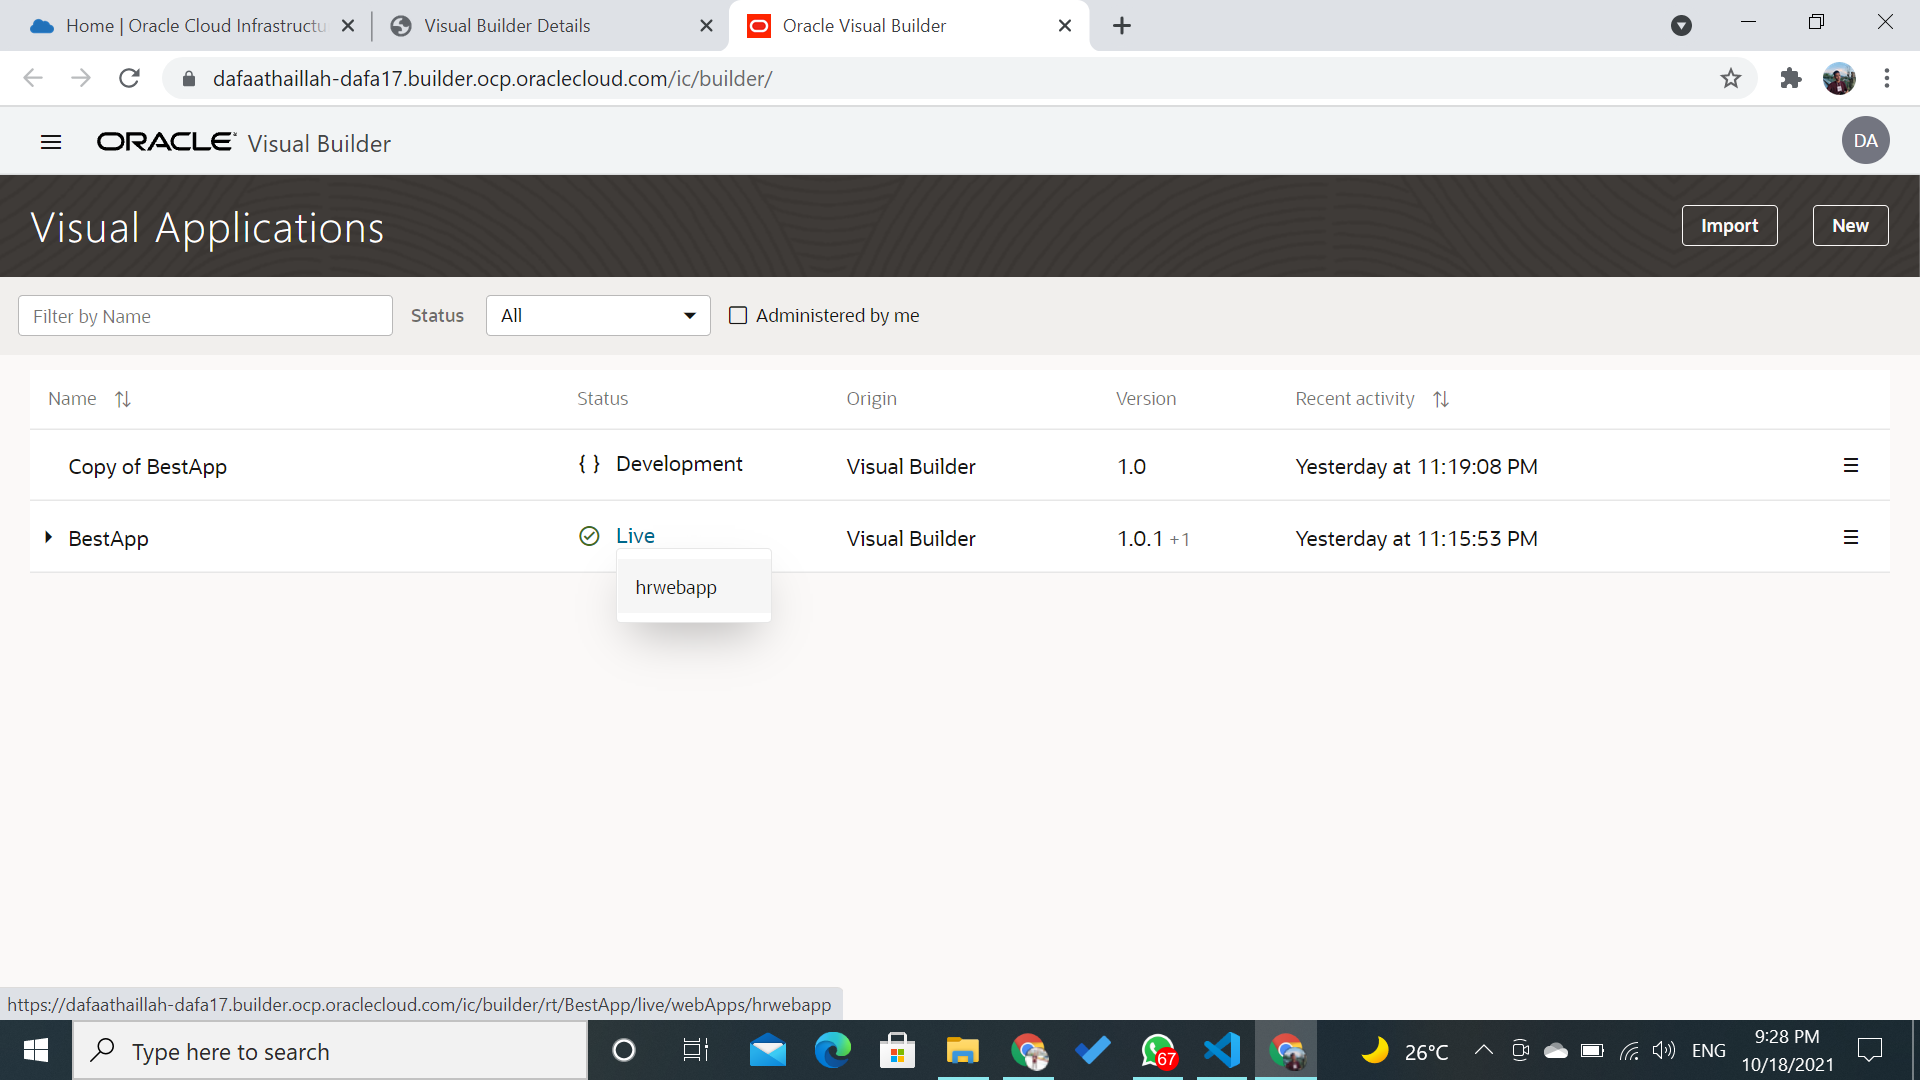 Home | Oracle Cloud Infrastructu
Visual Builder Details
Oracle Visual Builder
dafaathaillah-dafa17.builder.ocp.oraclecloud.com/ic/builder/
ORACLE Visual Builder
DA
Visual Applications
Import
New
Filter by Name
Status
All
Administered by me
Name
Status
Origin
Version
Recent activity
Copy of BestApp
{ } Development
Visual Builder
1.0
Yesterday at 11:19:08 PM
BestApp
Live
Visual Builder
1.0.1 +1
Yesterday at 11:15:53 PM
hrwebapp
https://dafaathaillah-dafa17.builder.ocp.oraclecloud.com/ic/builder/rt/BestApp/live/webApps/hrwebapp
Type here to search
67
26°C
ENG
9:28 PM
10/18/2021